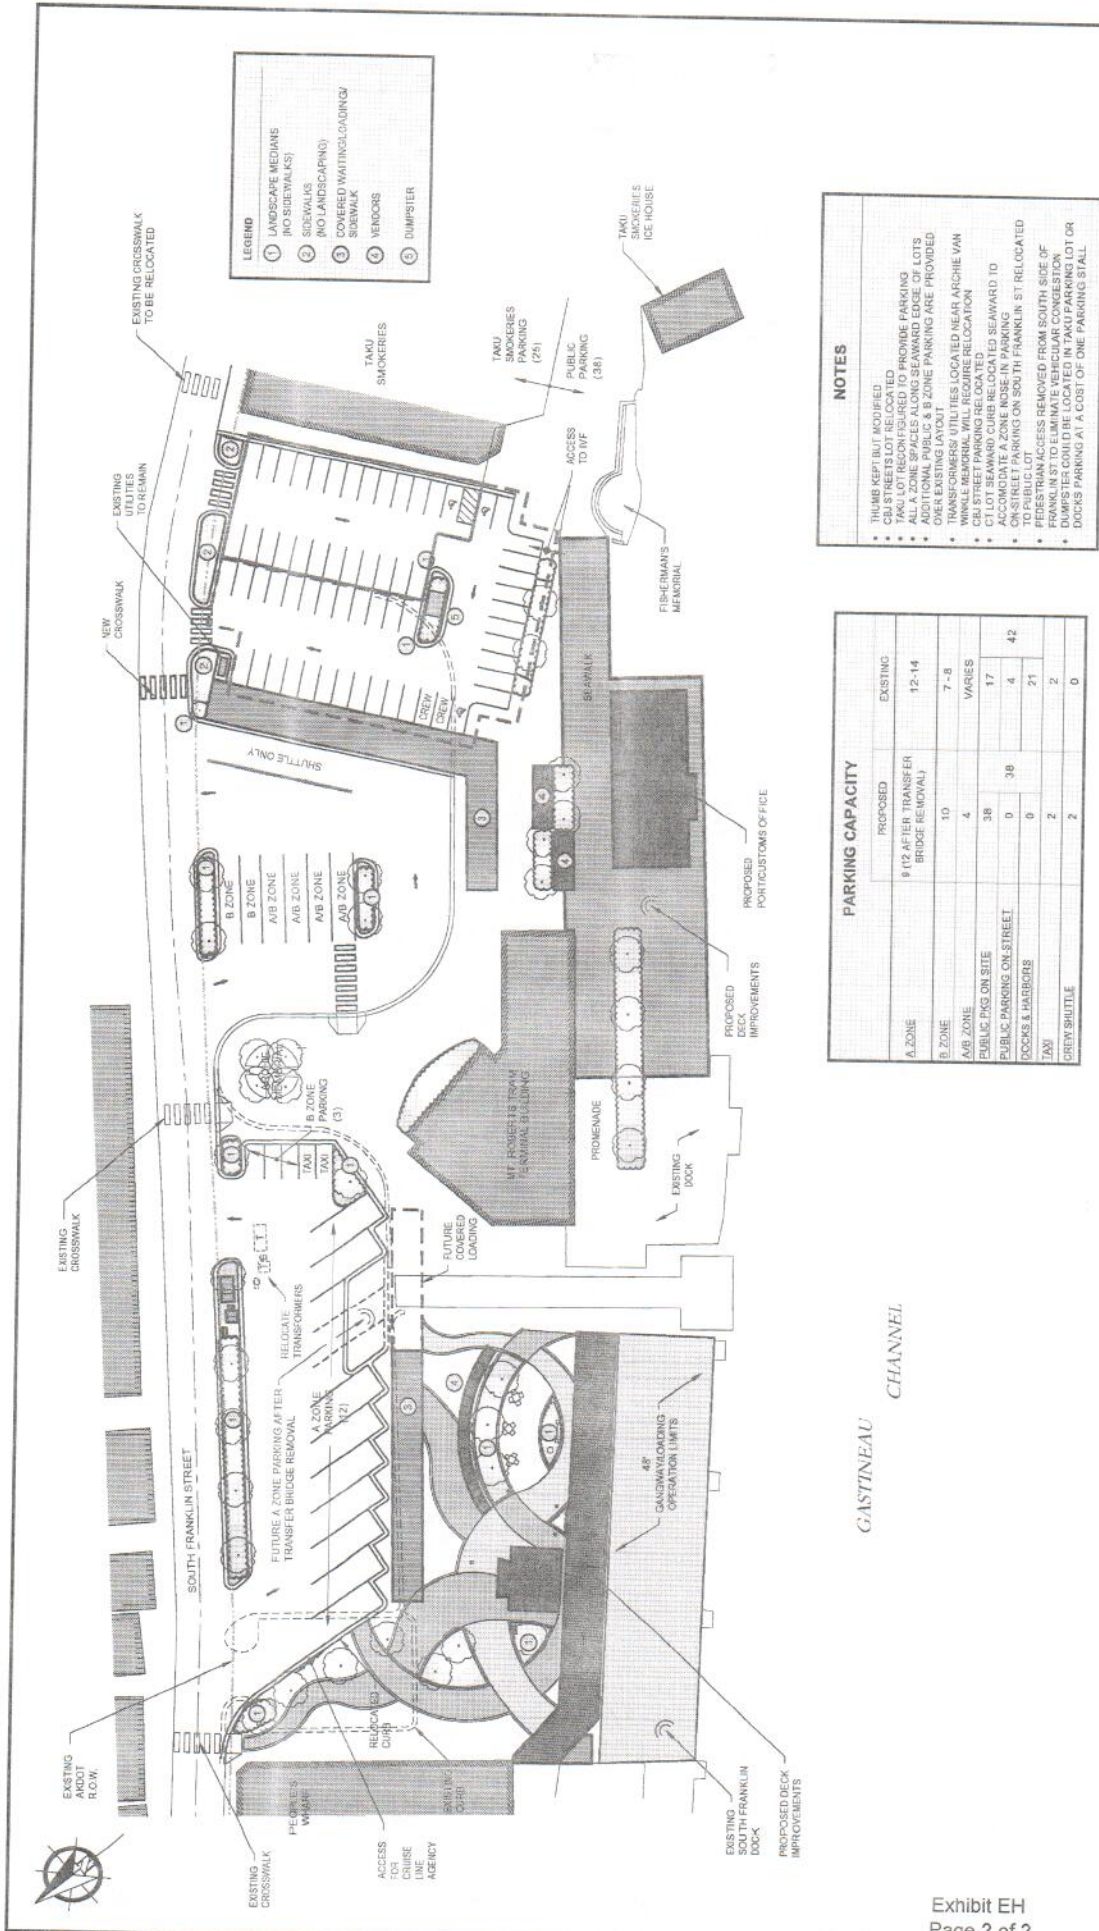 LEGEND
1 LANDSCAPE MEDIANS
(NO SIDEWALKS)
2 SIDEWALKS
(NO LANDSCAPING)
3 COVERED WAITING/LOADING/
SIDEWALK
4 VENDORS
5 DUMPSTER
EXISTING CROSSWALK
TO BE RELOCATED
EXISTING
UTILITIES
TO REMAIN
NEW
CROSSWALK
EXISTING
CROSSWALK
SOUTH FRANKLIN STREET
EXISTING
AKDOT
R.O.W.
EXISTING
CROSSWALK
TAKU
SMOKERIES
TAKU
SMOKERIES
PARKING
(25)
PUBLIC
PARKING
(38)
TAKU
SMOKERIES
ICE HOUSE
ACCESS
TO IVF
FISHERMAN'S
MEMORIAL
SEAWALK
CREW
CREW
SHUTTLE ONLY
B ZONE
B ZONE
A/B ZONE
A/B ZONE
A/B ZONE
A/B ZONE
B ZONE
PARKING
(3)
TAXI
TAXI
RELOCATE
TRANSFORMERS
FUTURE A ZONE PARKING AFTER
TRANSFER BRIDGE REMOVAL
A ZONE
PARKING
(12)
FUTURE
COVERED
LOADING
MT. ROBERTS TRAM
TERMINAL BUILDING
PROMENADE
EXISTING
DOCK
PROPOSED
DECK
IMPROVEMENTS
PROPOSED
PORT/CUSTOMS OFFICE
48'
GANGWAY/LOADING
OPERATION LIMITS
RELOCATED
CURB
EXISTING
CURB
PEOPLE'S
WHARF
ACCESS
FOR
CRUISE
LINE
AGENCY
EXISTING
SOUTH FRANKLIN
DOCK
PROPOSED DECK
IMPROVEMENTS
GASTINEAU CHANNEL
NOTES
• THUMB KEPT BUT MODIFIED
• CBJ STREETS LOT RELOCATED
• TAKU LOT RECONFIGURED TO PROVIDE PARKING
• ALL A ZONE SPACES ALONG SEAWARD EDGE OF LOTS
• ADDITIONAL PUBLIC & B ZONE PARKING ARE PROVIDED
OVER EXISTING LAYOUT
• TRANSFORMERS/ UTILITIES LOCATED NEAR ARCHIE VAN
WINKLE MEMORIAL WILL REQUIRE RELOCATION
• CBJ STREET PARKING RELOCATED
• CT LOT SEAWARD CURB RELOCATED SEAWARD TO
ACCOMODATE A ZONE NOSE-IN PARKING
• ON-STREET PARKING ON SOUTH FRANKLIN ST RELOCATED
TO PUBLIC LOT
• PEDESTRIAN ACCESS REMOVED FROM SOUTH SIDE OF
FRANKLIN ST TO ELIMINATE VEHICULAR CONGESTION
• DUMPSTER COULD BE LOCATED IN TAKU PARKING LOT OR
DOCKS PARKING AT A COST OF ONE PARKING STALL
PARKING CAPACITY
PROPOSED EXISTING
A ZONE 9 (12 AFTER TRANSFER
BRIDGE REMOVAL) 12-14
B ZONE 10 7 - 8
A/B ZONE 4 VARIES
PUBLIC PKG ON SITE 38 17
PUBLIC PARKING ON-STREET 0 38 4 42
DOCKS & HARBORS 0 21
TAXI 2 2
CREW SHUTTLE 2 0
Exhibit EH
Page 2 of 2